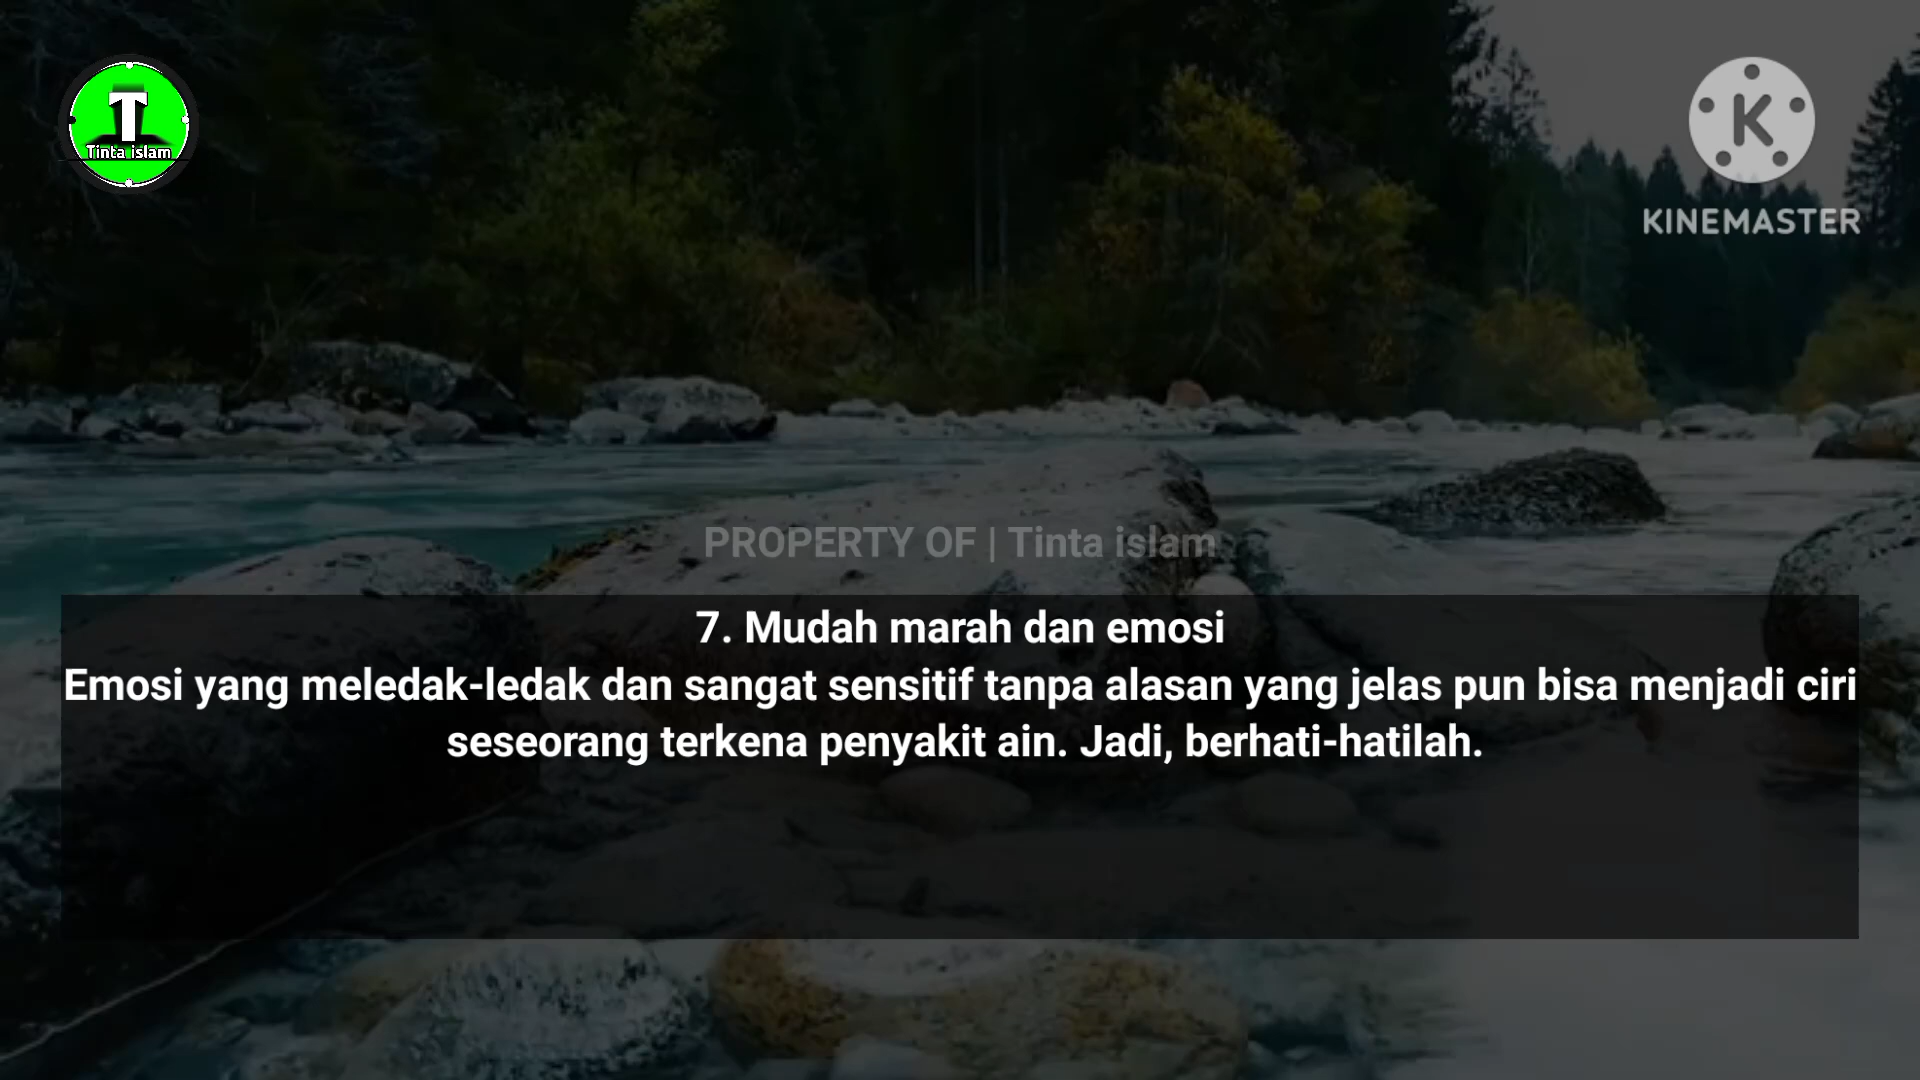 T
Tinta islam
K
KINEMASTER
PROPERTY OF | Tinta islam
7. Mudah marah dan emosi
Emosi yang meledak-ledak dan sangat sensitif tanpa alasan yang jelas pun bisa menjadi ciri
seseorang terkena penyakit ain. Jadi, berhati-hatilah.